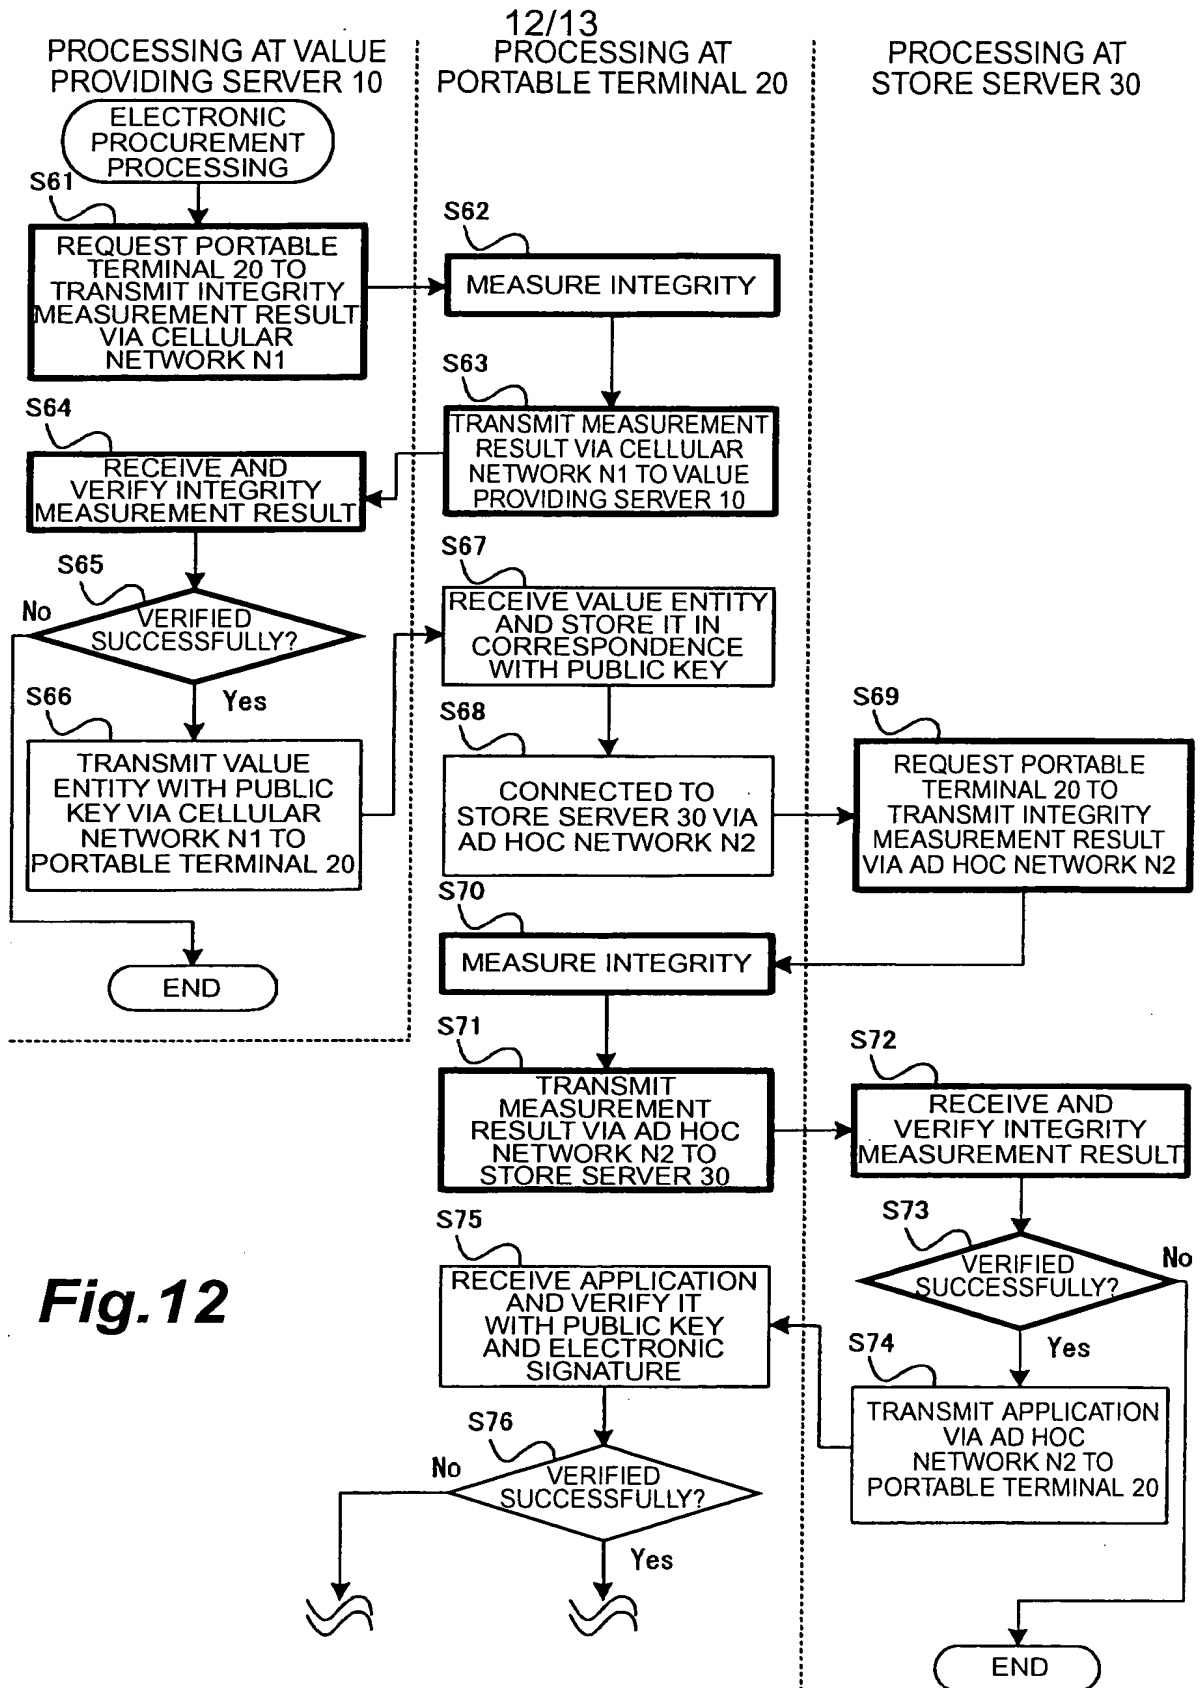 12/13
PROCESSING AT VALUE
PROVIDING SERVER 10
PROCESSING AT
PORTABLE TERMINAL 20
PROCESSING AT
STORE SERVER 30
ELECTRONIC
PROCUREMENT
PROCESSING
S61
REQUEST PORTABLE
TERMINAL 20 TO
TRANSMIT INTEGRITY
MEASUREMENT RESULT
VIA CELLULAR
NETWORK N1
S62
MEASURE INTEGRITY
S63
TRANSMIT MEASUREMENT
RESULT VIA CELLULAR
NETWORK N1 TO VALUE
PROVIDING SERVER 10
S64
RECEIVE AND
VERIFY INTEGRITY
MEASUREMENT RESULT
S65
No
VERIFIED
SUCCESSFULLY?
Yes
S66
TRANSMIT VALUE
ENTITY WITH PUBLIC
KEY VIA CELLULAR
NETWORK N1 TO
PORTABLE TERMINAL 20
END
S67
RECEIVE VALUE ENTITY
AND STORE IT IN
CORRESPONDENCE
WITH PUBLIC KEY
S68
CONNECTED TO
STORE SERVER 30 VIA
AD HOC NETWORK N2
S69
REQUEST PORTABLE
TERMINAL 20 TO
TRANSMIT INTEGRITY
MEASUREMENT RESULT
VIA AD HOC NETWORK N2
S70
MEASURE INTEGRITY
S71
TRANSMIT
MEASUREMENT
RESULT VIA AD HOC
NETWORK N2 TO
STORE SERVER 30
S72
RECEIVE AND
VERIFY INTEGRITY
MEASUREMENT RESULT
S73
VERIFIED
SUCCESSFULLY?
No
Yes
S74
TRANSMIT APPLICATION
VIA AD HOC
NETWORK N2 TO
PORTABLE TERMINAL 20
S75
RECEIVE APPLICATION
AND VERIFY IT
WITH PUBLIC KEY
AND ELECTRONIC
SIGNATURE
S76
No
VERIFIED
SUCCESSFULLY?
Yes
END
Fig.12